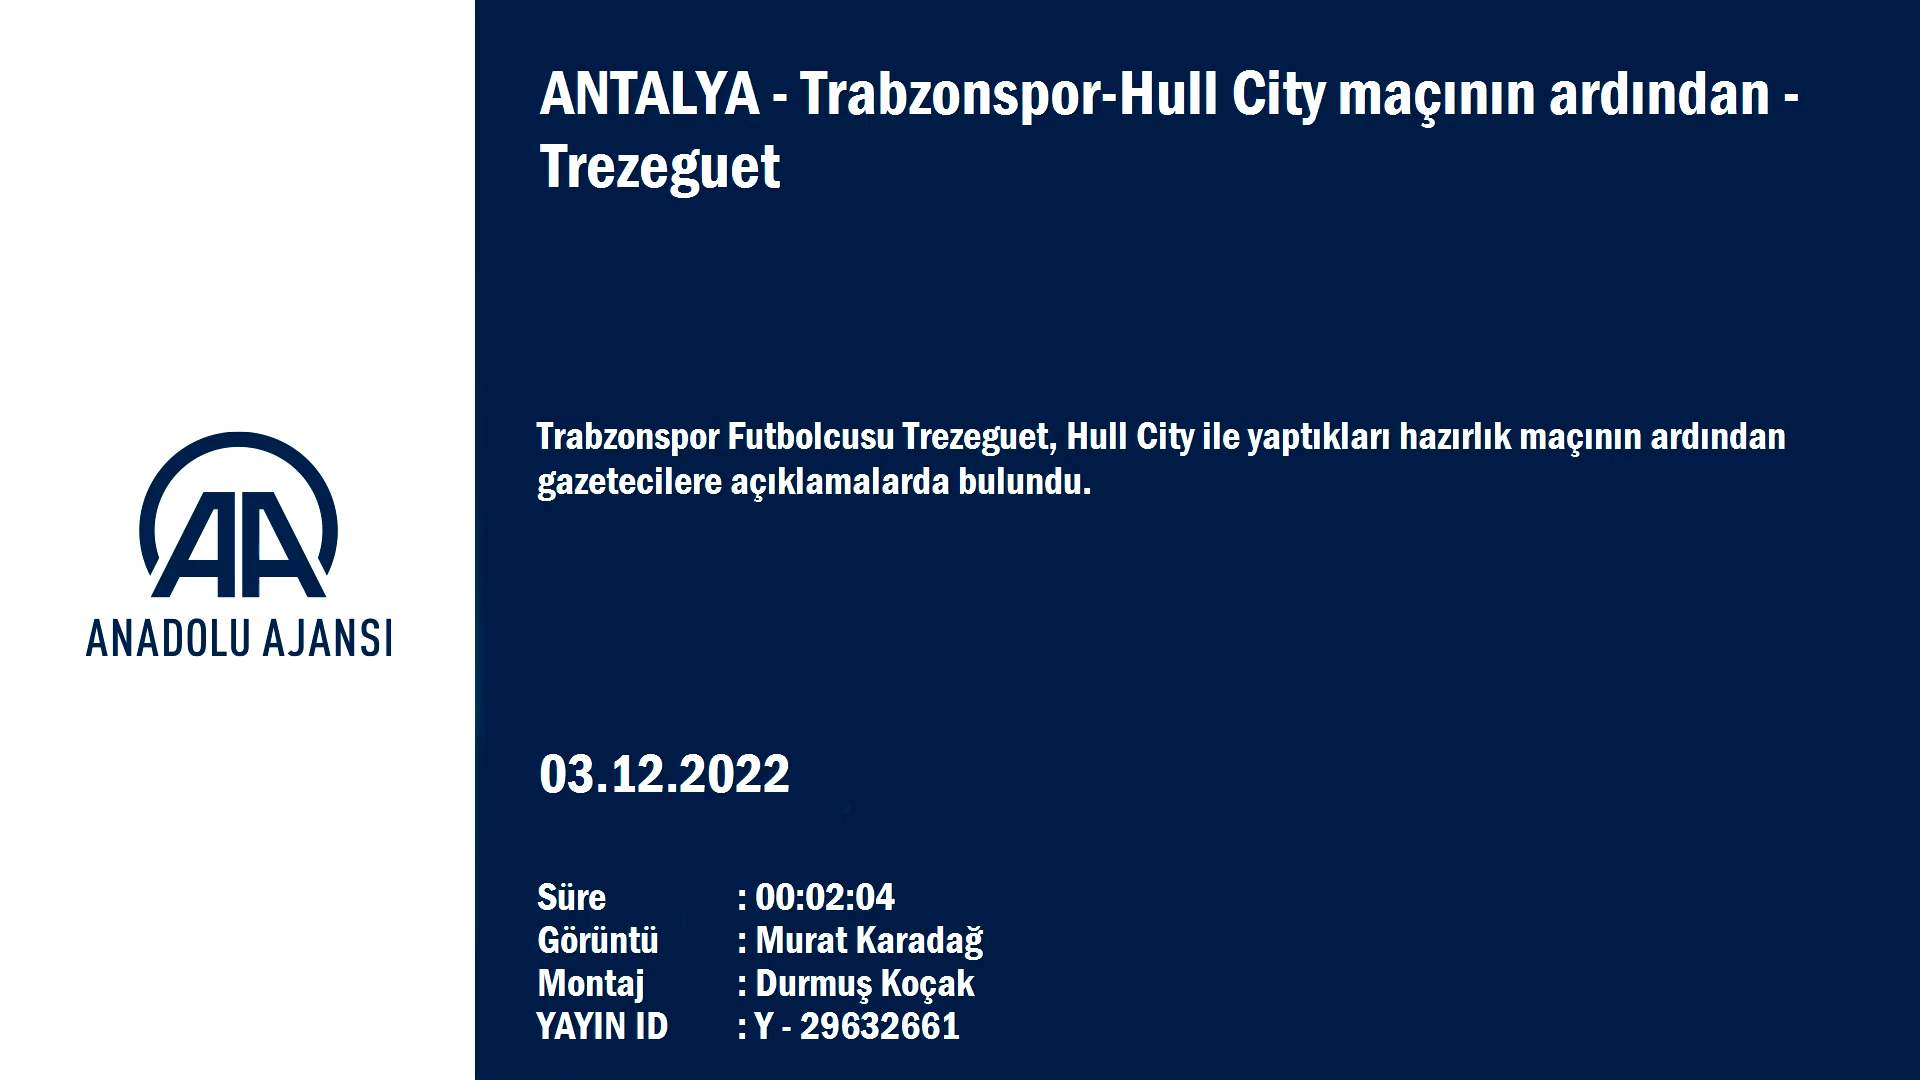 ANTALYA - Trabzonspor-Hull City maçının ardından -
Trezeguet
Trabzonspor Futbolcusu Trezeguet, Hull City ile yaptıkları hazırlık maçının ardından
gazetecilere açıklamalarda bulundu.
AA
ANADOLU AJANSI
03.12.2022
Süre : 00:02:04
Görüntü : Murat Karadağ
Montaj : Durmuş Koçak
YAYIN ID : Y - 29632661